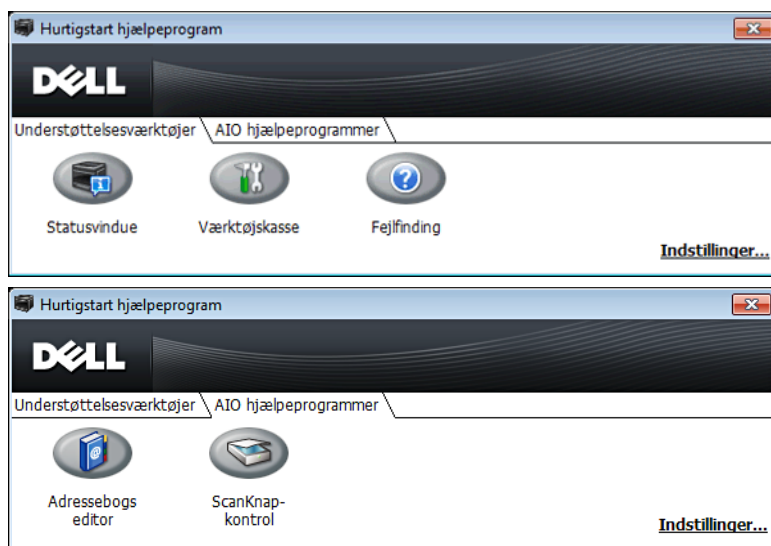 Hurtigstart hjælpeprogram
DELL
Understøttelsesværktøjer AIO hjælpeprogrammer
Statusvindue Værktøjskasse Fejlfinding
Indstillinger...
Hurtigstart hjælpeprogram
DELL
Understøttelsesværktøjer AIO hjælpeprogrammer
Adressebogs ScanKnap-
editor kontrol
Indstillinger...